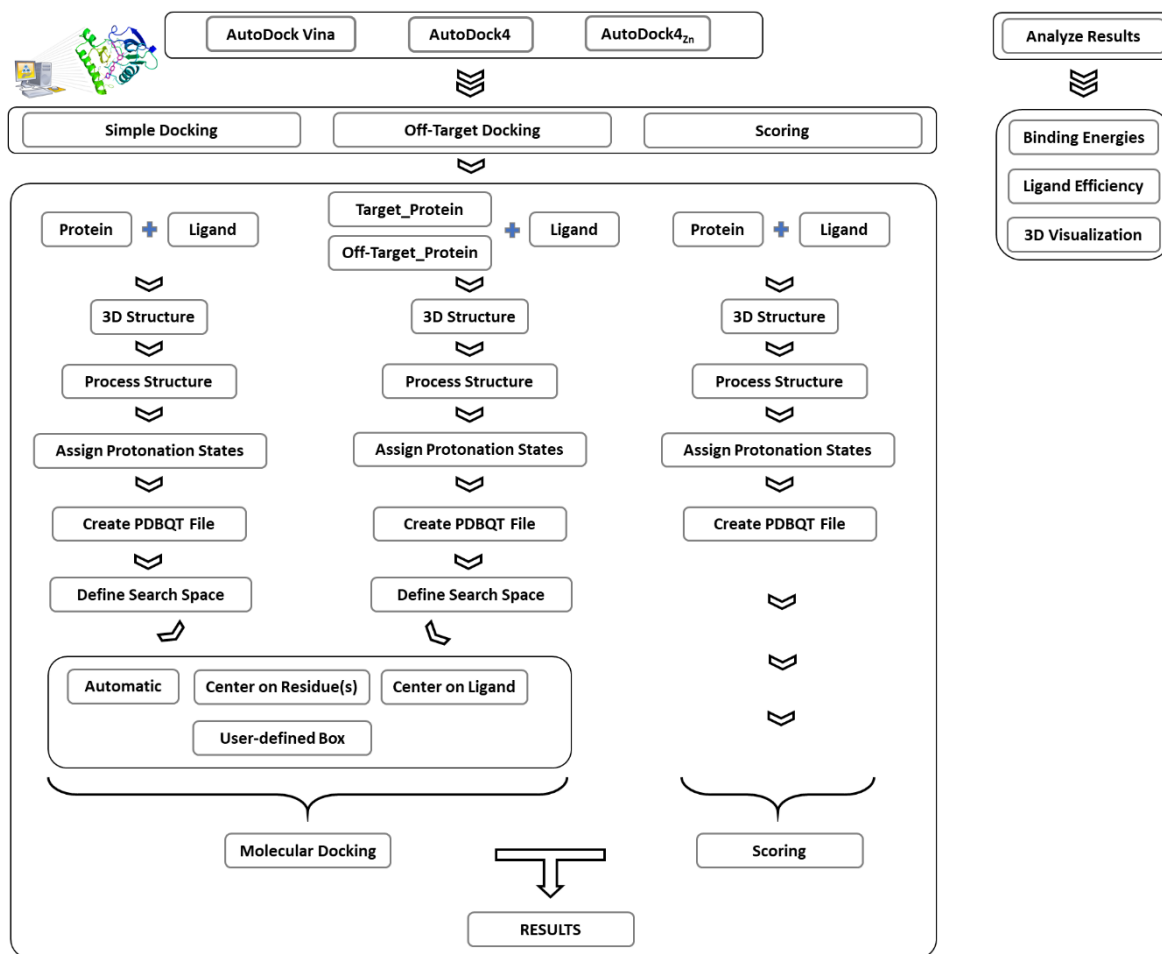 AutoDock Vina
AutoDock4
AutoDock4Zn
Analyze Results
Simple Docking
Off-Target Docking
Scoring
Binding Energies
Ligand Efficiency
3D Visualization
Protein
Ligand
Target_Protein
Off-Target_Protein
Ligand
Protein
Ligand
3D Structure
3D Structure
3D Structure
Process Structure
Process Structure
Process Structure
Assign Protonation States
Assign Protonation States
Assign Protonation States
Create PDBQT File
Create PDBQT File
Create PDBQT File
Define Search Space
Define Search Space
Automatic
Center on Residue(s)
Center on Ligand
User-defined Box
Molecular Docking
Scoring
RESULTS